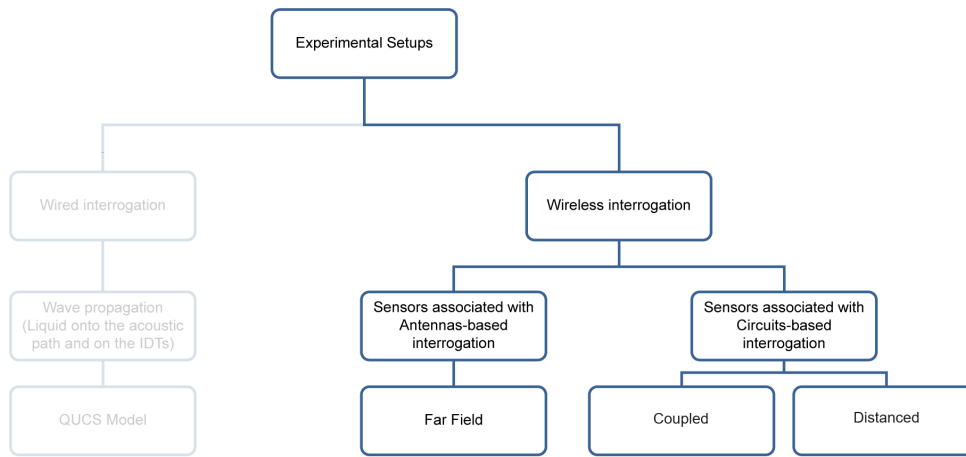 Experimental Setups
Wired interrogation
Wireless interrogation
Wave propagation
(Liquid onto the acoustic
path and on the IDTs)
Sensors associated with
Antennas-based
interrogation
Sensors associated with
Circuits-based
interrogation
QUCS Model
Far Field
Coupled
Distanced